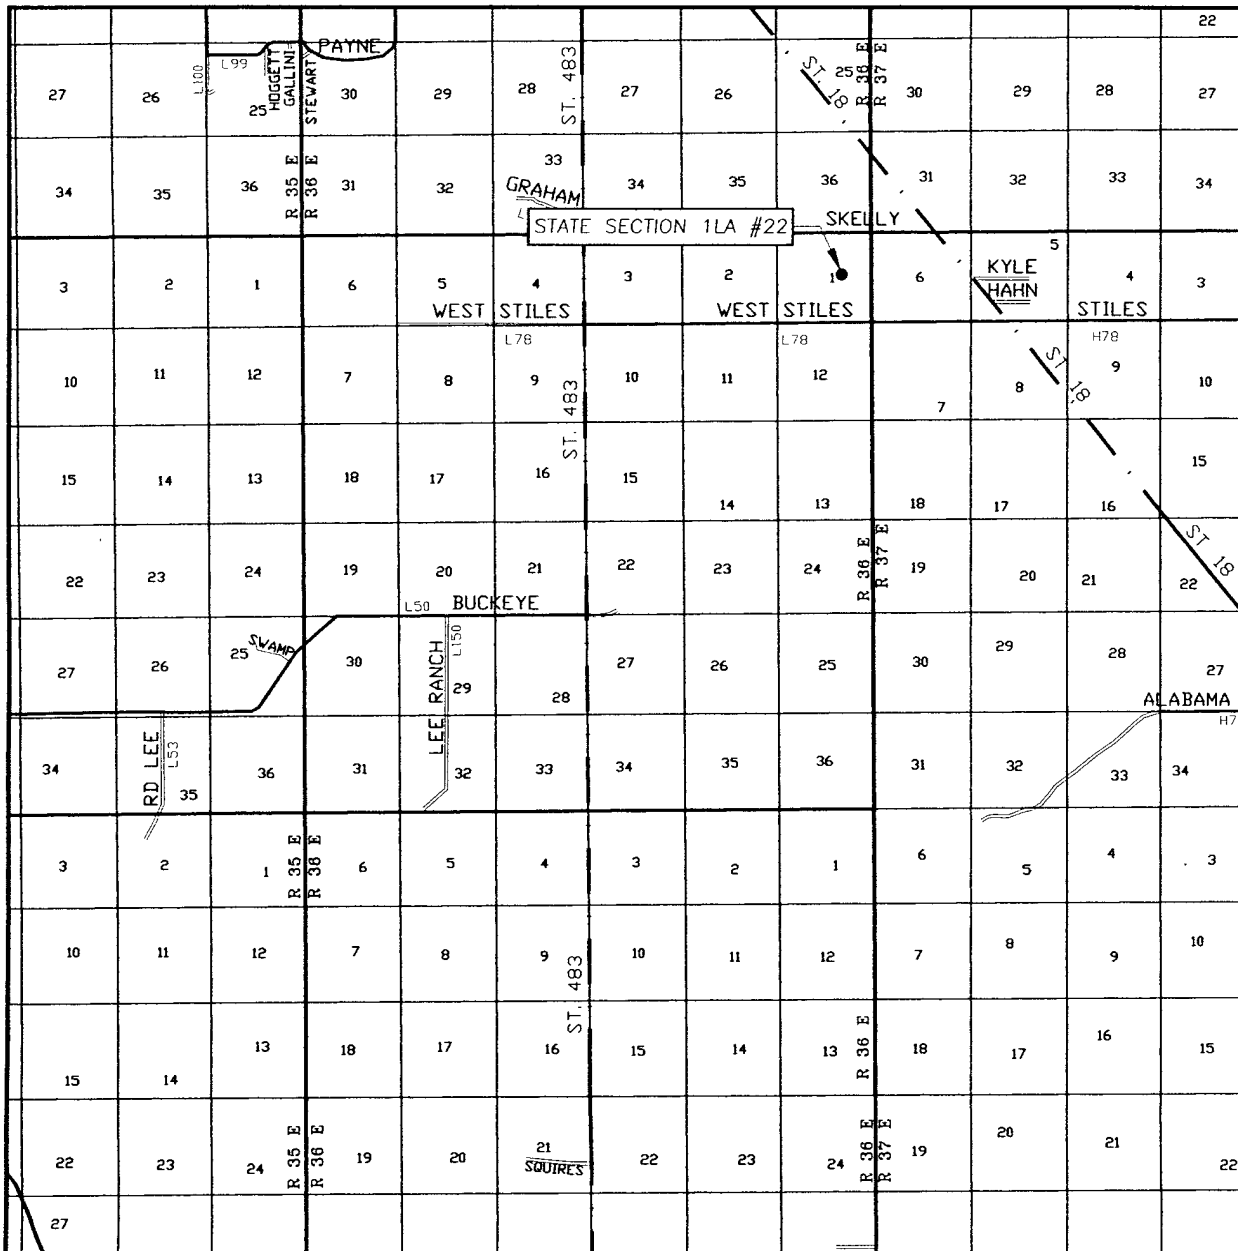 22
PAYNE
L99
L100
HOGGETT
GALLINI
STEWART
ST. 483
ST. 18
R 36 E
R 37 E
27 26 25 30 29 28 27 26 25 30 29 28 27
R 35 E
R 36 E
34 35 36 31 32 33 34 35 36 31 32 33 34
GRAHAM
L
STATE SECTION 1LA #22
SKELLY
3 2 1 6 5 4 3 2 1 6 5 4 3
KYLE
HAHN
WEST STILES
WEST STILES
STILES
L78
L78
H78
ST 18
10 11 12 7 8 9 10 11 12 7 8 9 10
ST. 483
15 14 13 18 17 16 15 14 13 18 17 16 15
R 36 E
R 37 E
ST 18
22 23 24 19 20 21 22 23 24 19 20 21 22
L50
BUCKEYE
SWAMP
LEE RANCH
L150
27 26 25 30 29 28 27 26 25 30 29 28 27
ALABAMA
H7
RD LEE
L53
34 35 36 31 32 33 34 35 36 31 32 33 34
R 35 E
R 36 E
3 2 1 6 5 4 3 2 1 6 5 4 3
10 11 12 7 8 9 10 11 12 7 8 9 10
ST. 483
R 36 E
15 14 13 18 17 16 15 14 13 18 17 16 15
R 35 E
R 36 E
R 36 E
R 37 E
22 23 24 19 20 21 22 23 24 19 20 21 22
SQUIRES
27